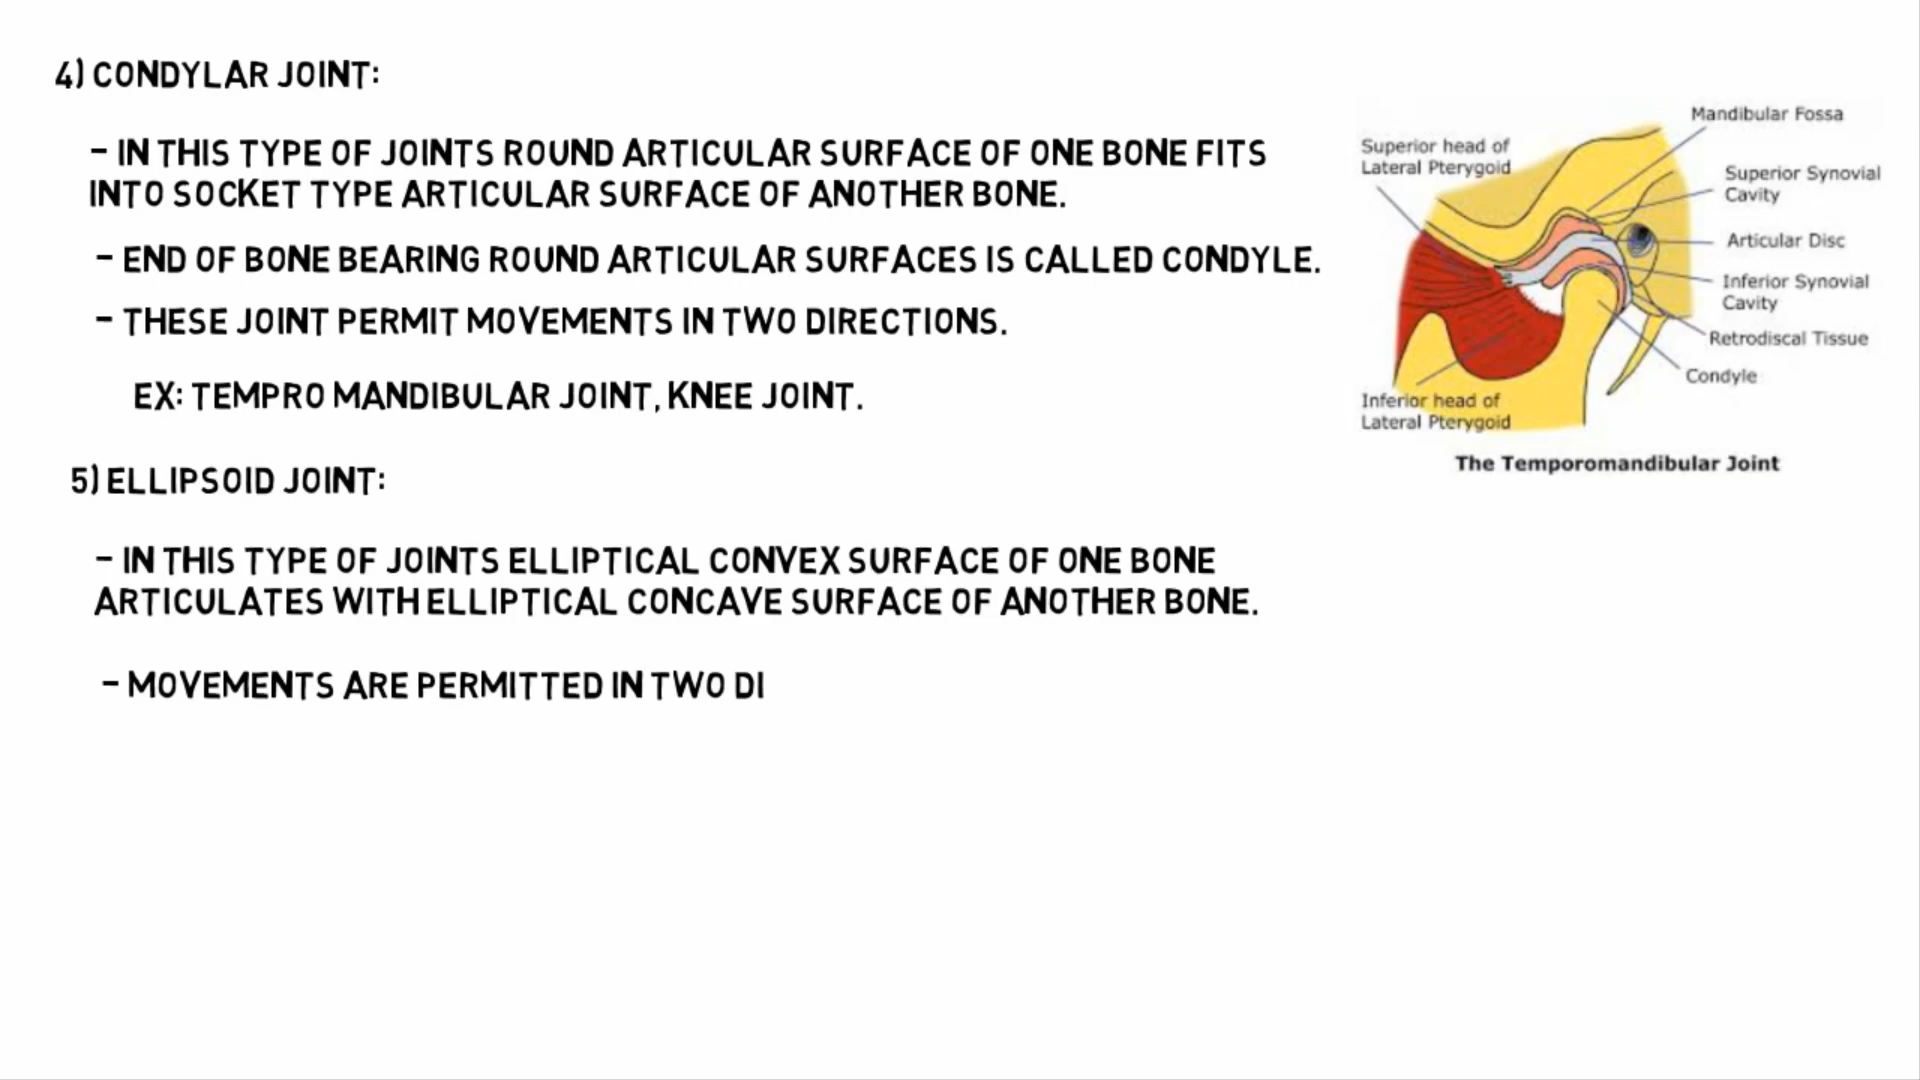 4) CONDYLAR JOINT:
- IN THIS TYPE OF JOINTS ROUND ARTICULAR SURFACE OF ONE BONE FITS
INTO SOCKET TYPE ARTICULAR SURFACE OF ANOTHER BONE.
- END OF BONE BEARING ROUND ARTICULAR SURFACES IS CALLED CONDYLE.
- THESE JOINT PERMIT MOVEMENTS IN TWO DIRECTIONS.
EX: TEMPRO MANDIBULAR JOINT, KNEE JOINT.
Mandibular Fossa
Superior head of
Lateral Pterygoid
Superior Synovial
Cavity
Articular Disc
Inferior Synovial
Cavity
Retrodiscal Tissue
Condyle
Inferior head of
Lateral Pterygoid
The Temporomandibular Joint
5) ELLIPSOID JOINT:
- IN THIS TYPE OF JOINTS ELLIPTICAL CONVEX SURFACE OF ONE BONE
ARTICULATES WITH ELLIPTICAL CONCAVE SURFACE OF ANOTHER BONE.
- MOVEMENTS ARE PERMITTED IN TWO DI